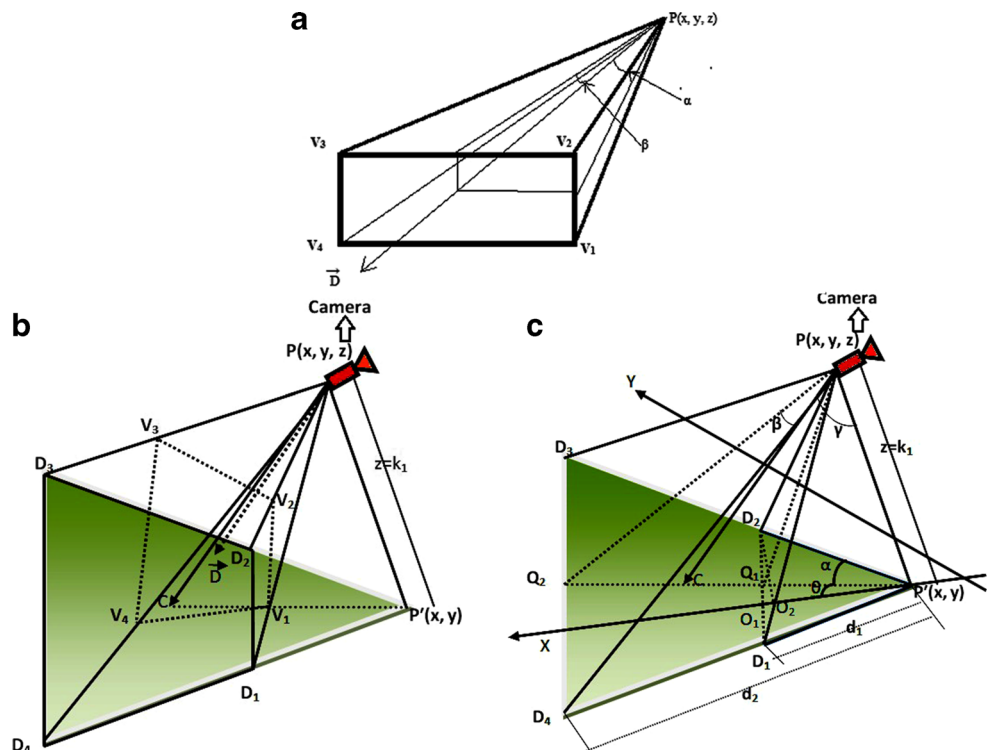 a
P(x, y, z)
α
β
V3
V2
V4
V1
D
b
Camera
P(x, y, z)
V3
D3
z=k1
V2
D2
D
C
V4
V1
P'(x, y)
D1
D4
c
Camera
P(x, y, z)
Y
β
γ
z=k1
D3
D2
α
Q2
C
Q1
θ
P'(x, y)
O1
O2
d1
X
D1
d2
D4